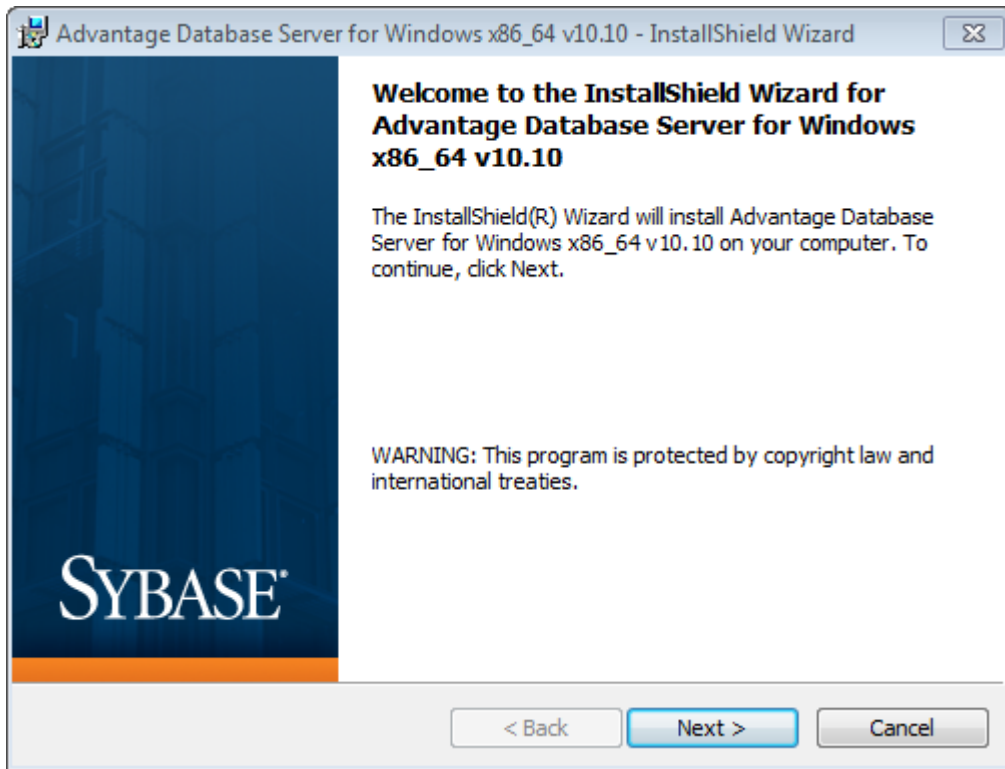 Advantage Database Server for Windows x86_64 v10.10 - InstallShield Wizard
Welcome to the InstallShield Wizard for
Advantage Database Server for Windows
x86_64 v10.10
The InstallShield(R) Wizard will install Advantage Database
Server for Windows x86_64 v10.10 on your computer. To
continue, click Next.
WARNING: This program is protected by copyright law and
international treaties.
SYBASE®
< Back
Next >
Cancel